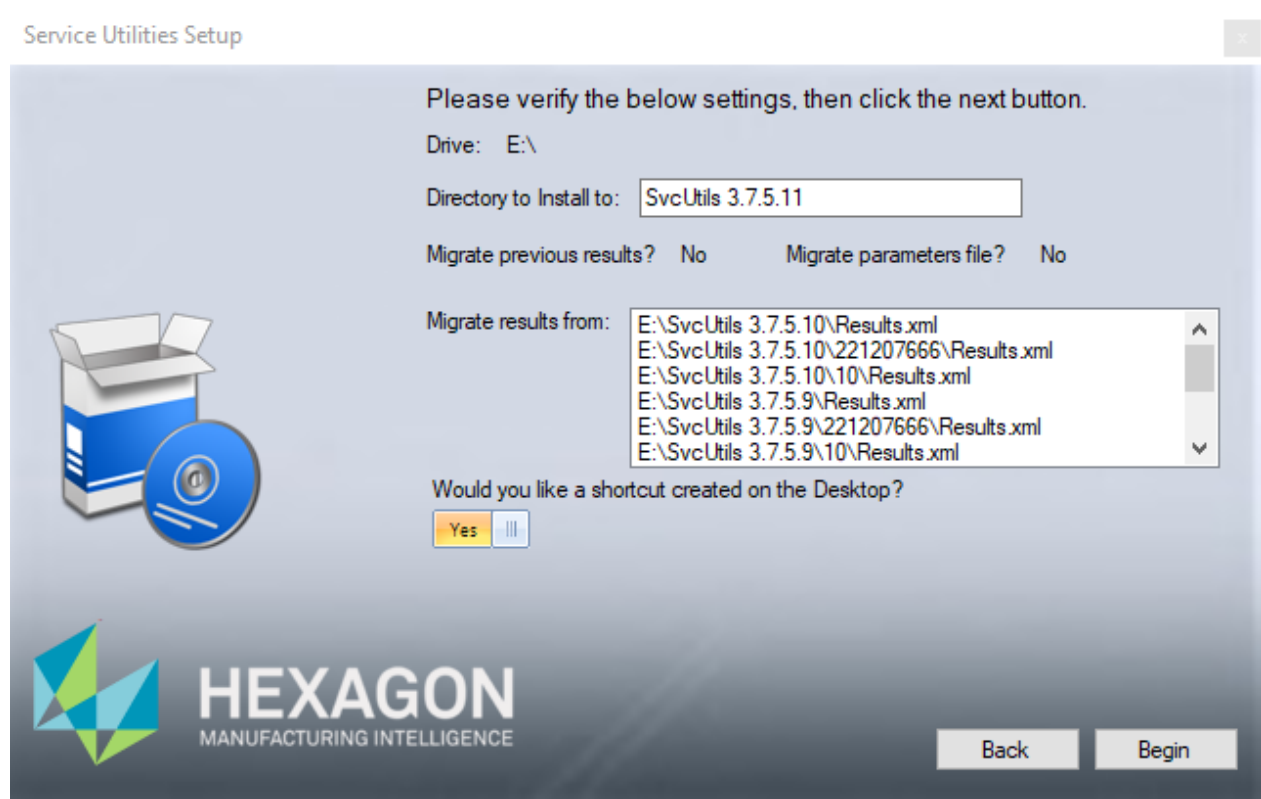 Service Utilities Setup
x
Please verify the below settings, then click the next button.
Drive: E:\
Directory to Install to: SvcUtils 3.7.5.11
Migrate previous results? No Migrate parameters file? No
Migrate results from:
E:\SvcUtils 3.7.5.10\Results.xml
E:\SvcUtils 3.7.5.10\221207666\Results.xml
E:\SvcUtils 3.7.5.10\10\Results.xml
E:\SvcUtils 3.7.5.9\Results.xml
E:\SvcUtils 3.7.5.9\221207666\Results.xml
E:\SvcUtils 3.7.5.9\10\Results.xml
Would you like a shortcut created on the Desktop?
Yes
HEXAGON
MANUFACTURING INTELLIGENCE
Back Begin